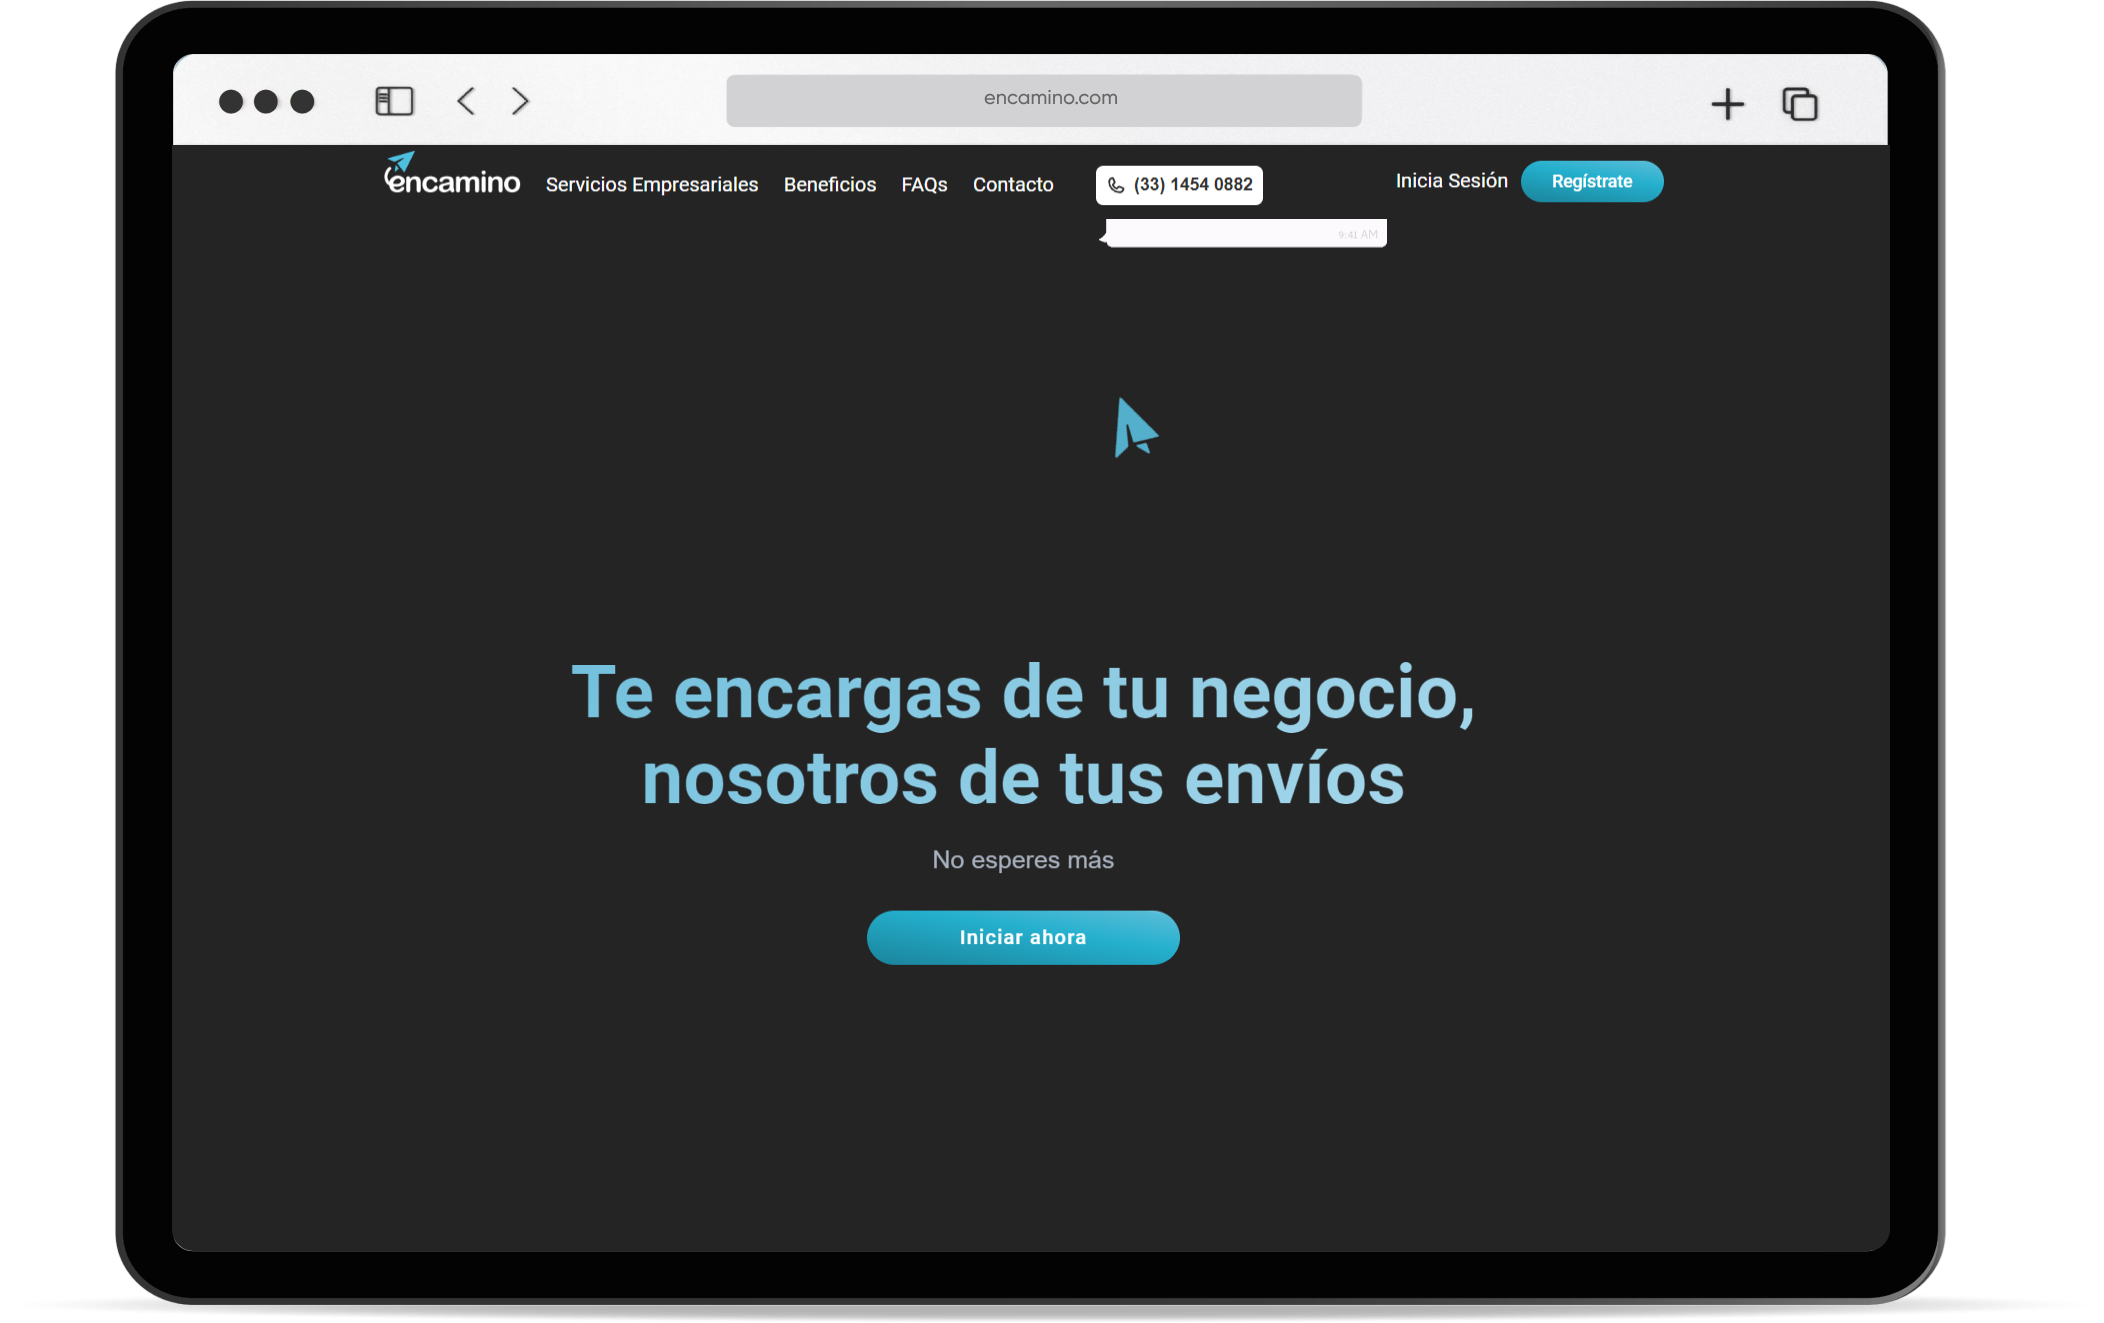 encamino.com
encamino
Servicios Empresariales
Beneficios
FAQs
Contacto
(33) 1454 0882
Inicia Sesión
Regístrate
9:41 AM
Te encargas de tu negocio,
nosotros de tus envíos
No esperes más
Iniciar ahora